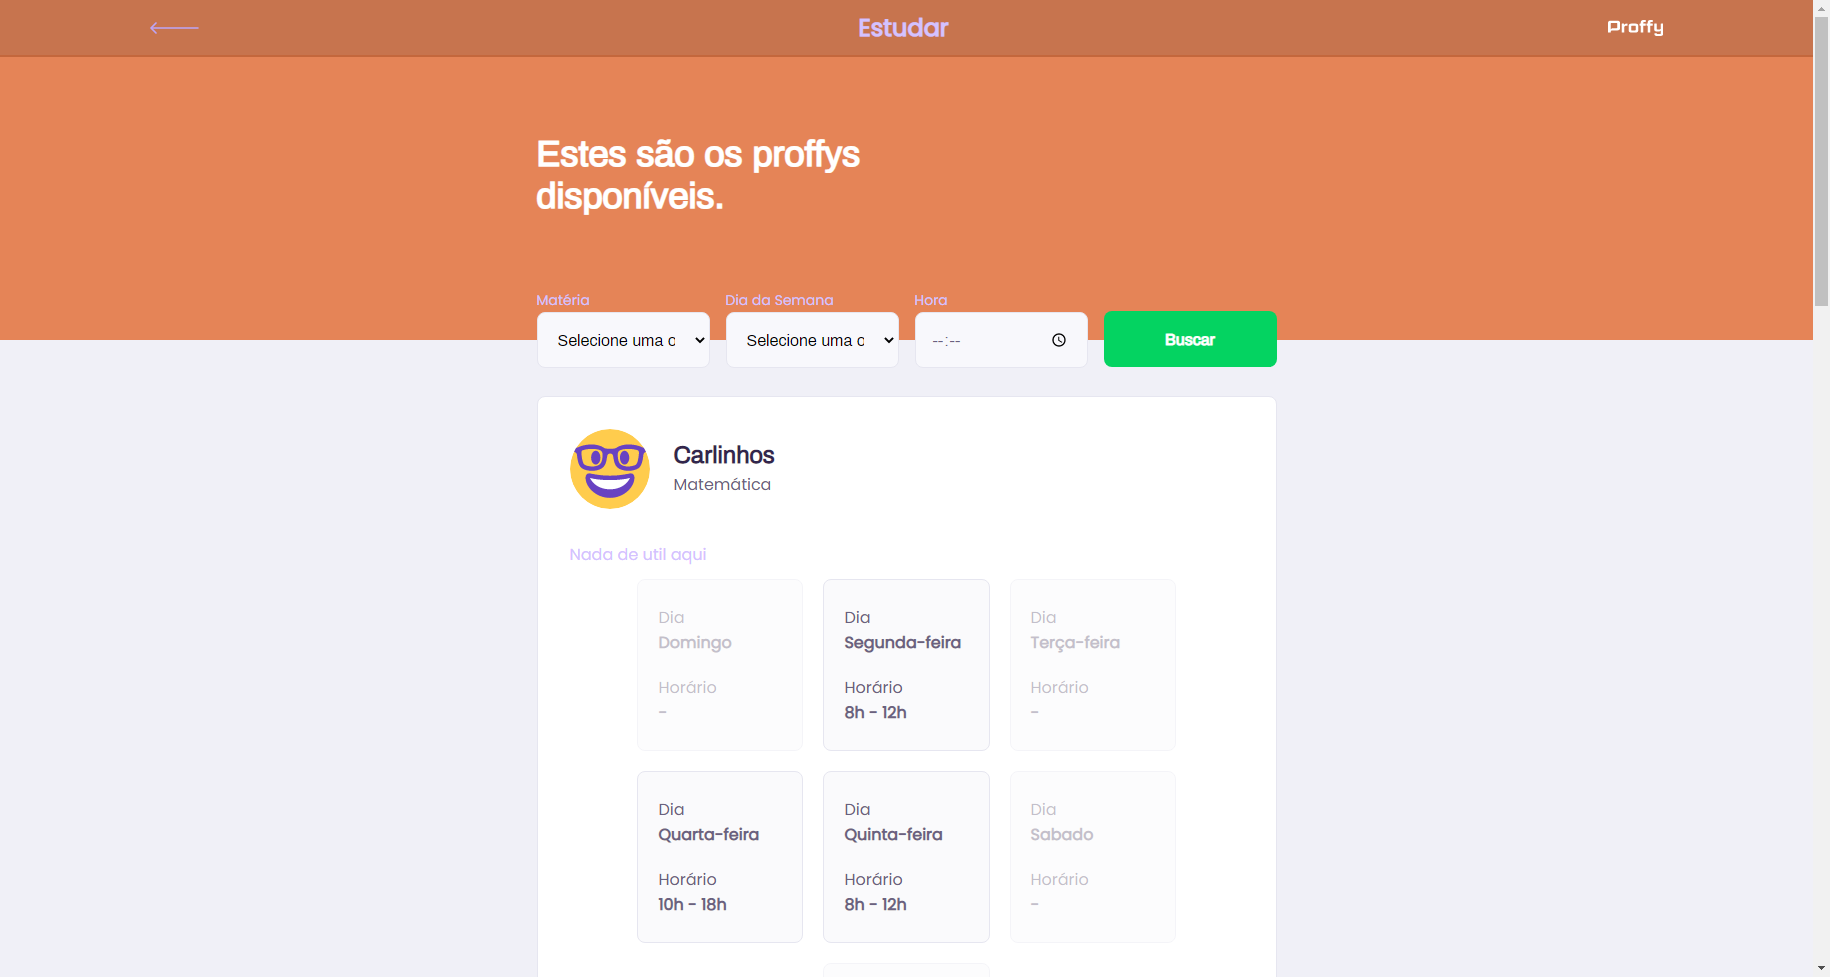 Estudar
Proffy
Estes são os proffys
disponíveis.
Matéria
Dia da Semana
Hora
Selecione uma o
Selecione uma o
--:--
Buscar
Carlinhos
Matemática
Nada de util aqui
Dia
Domingo
Horário
-
Dia
Segunda-feira
Horário
8h - 12h
Dia
Terça-feira
Horário
-
Dia
Quarta-feira
Horário
10h - 18h
Dia
Quinta-feira
Horário
8h - 12h
Dia
Sabado
Horário
-